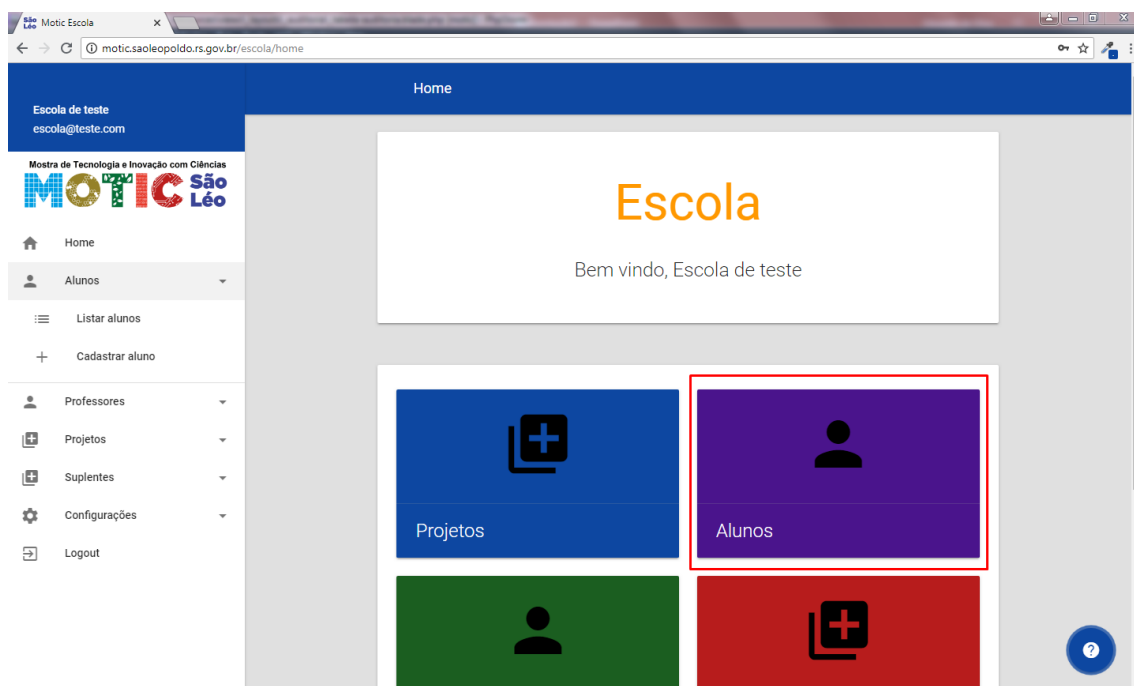 São Léo Motic Escola
motic.saoleopoldo.rs.gov.br/escola/home
Escola de teste
escola@teste.com
Mostra de Tecnologia e Inovação com Ciências
MOTIC São Léo
Home
Alunos
Listar alunos
Cadastrar aluno
Professores
Projetos
Suplentes
Configurações
Logout
Home
Escola
Bem vindo, Escola de teste
Projetos
Alunos